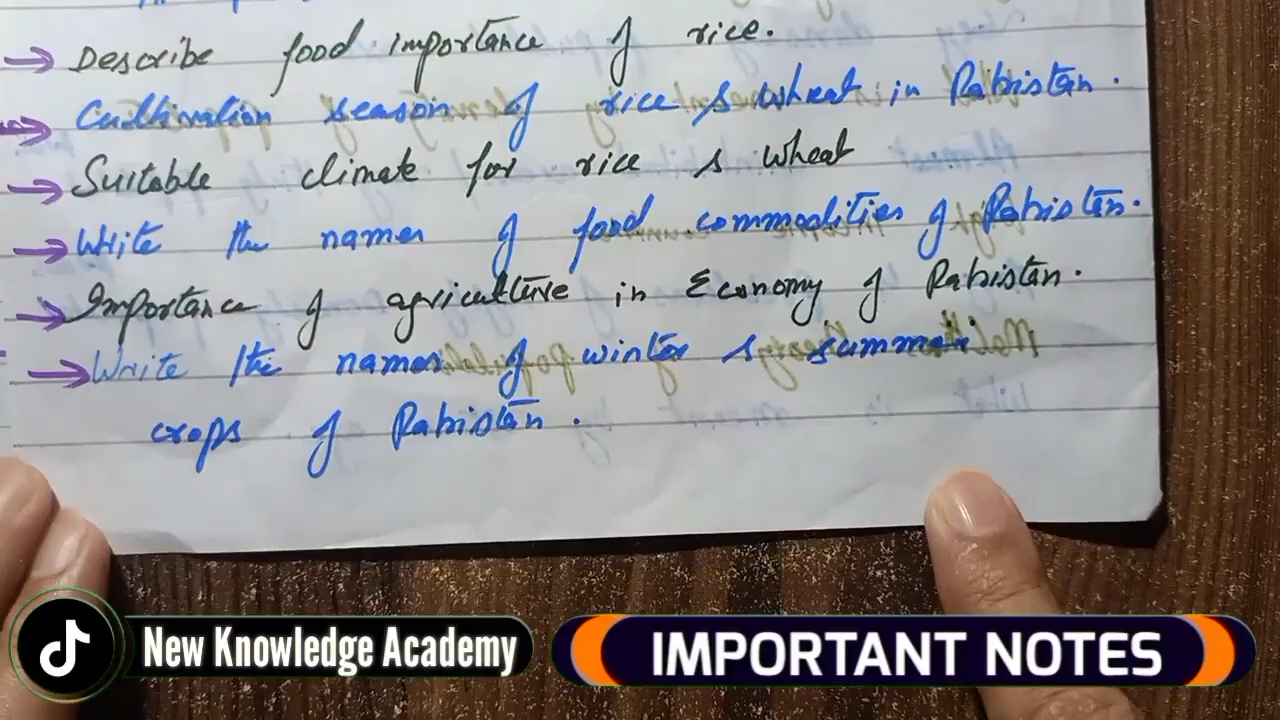 → Describe food importance of rice.
→ Cultivation season of rice & wheat in Pakistan.
→ Suitable climate for rice & wheat
→ Write the names of food commodities of Pakistan.
→ Importance of agriculture in Economy of Pakistan.
→ Write the names of winter & summer
crops of Pakistan.
New Knowledge Academy
IMPORTANT NOTES